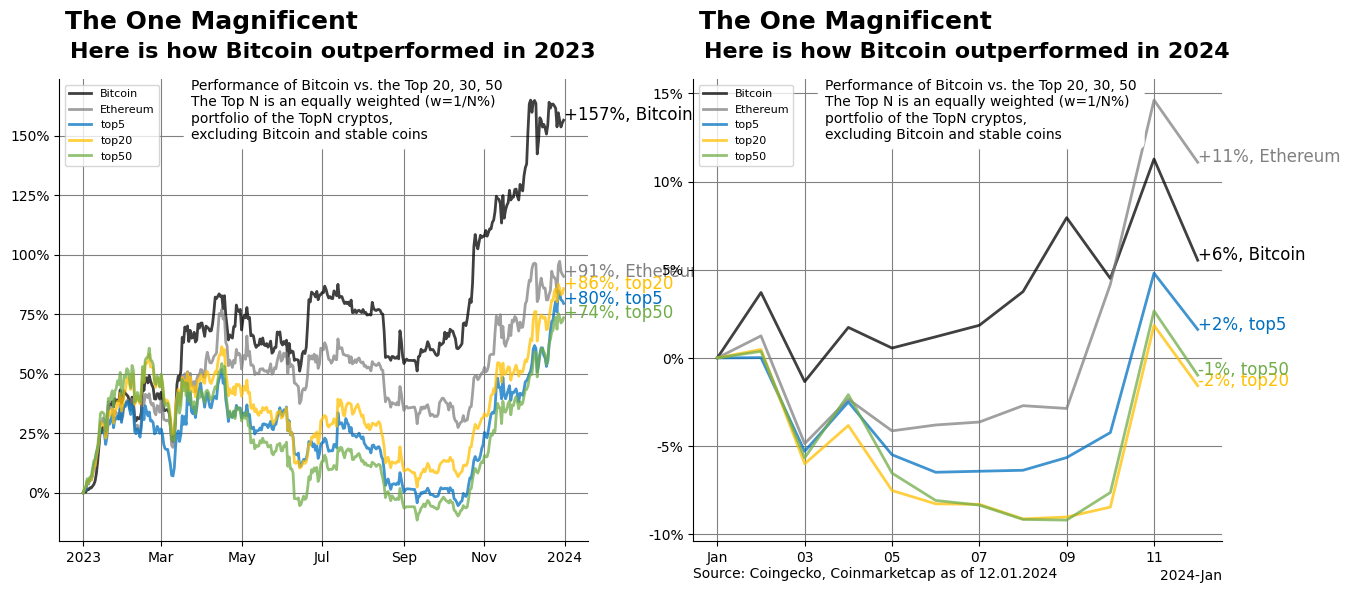 The One Magnificent
Here is how Bitcoin outperformed in 2023
Performance of Bitcoin vs. the Top 20, 30, 50
The Top N is an equally weighted (w=1/N%)
portfolio of the TopN cryptos,
excluding Bitcoin and stable coins
Bitcoin
Ethereum
top5
top20
top50
150%
125%
100%
75%
50%
25%
0%
+157%, Bitcoin
+91%, Ethereum
+86%, top20
+80%, top5
+74%, top50
2023
Mar
May
Jul
Sep
Nov
2024
The One Magnificent
Here is how Bitcoin outperformed in 2024
Performance of Bitcoin vs. the Top 20, 30, 50
The Top N is an equally weighted (w=1/N%)
portfolio of the TopN cryptos,
excluding Bitcoin and stable coins
Bitcoin
Ethereum
top5
top20
top50
15%
10%
5%
0%
-5%
-10%
+11%, Ethereum
+6%, Bitcoin
+2%, top5
-1%, top50
-2%, top20
Jan
03
05
07
09
11
2024-Jan
Source: Coingecko, Coinmarketcap as of 12.01.2024